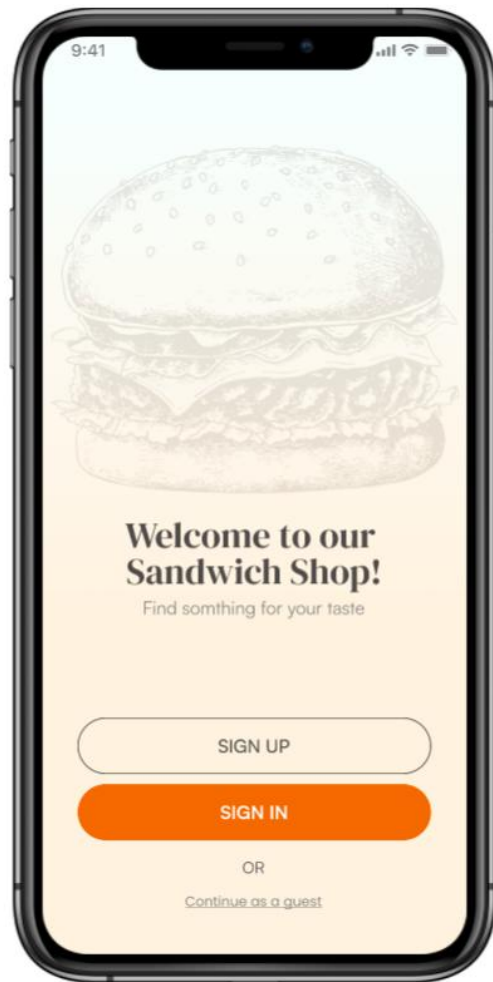 9:41
Welcome to our
Sandwich Shop!
Find somthing for your taste
SIGN UP
SIGN IN
OR
Continue as a guest